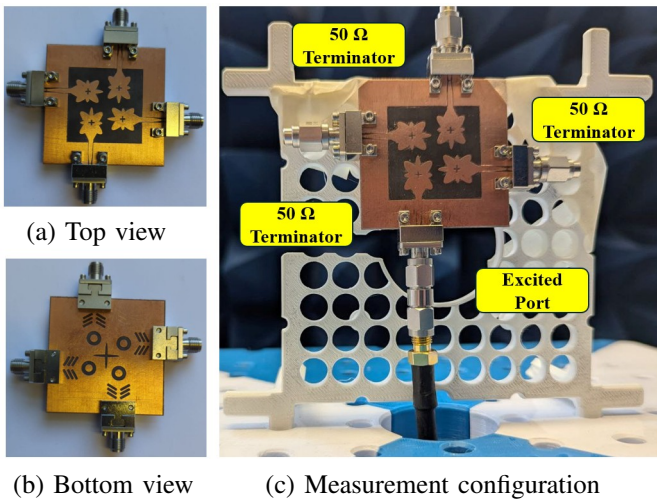 50 Ω
Terminator
50 Ω
Terminator
50 Ω
Terminator
Excited
Port
(a) Top view
(b) Bottom view
(c) Measurement configuration